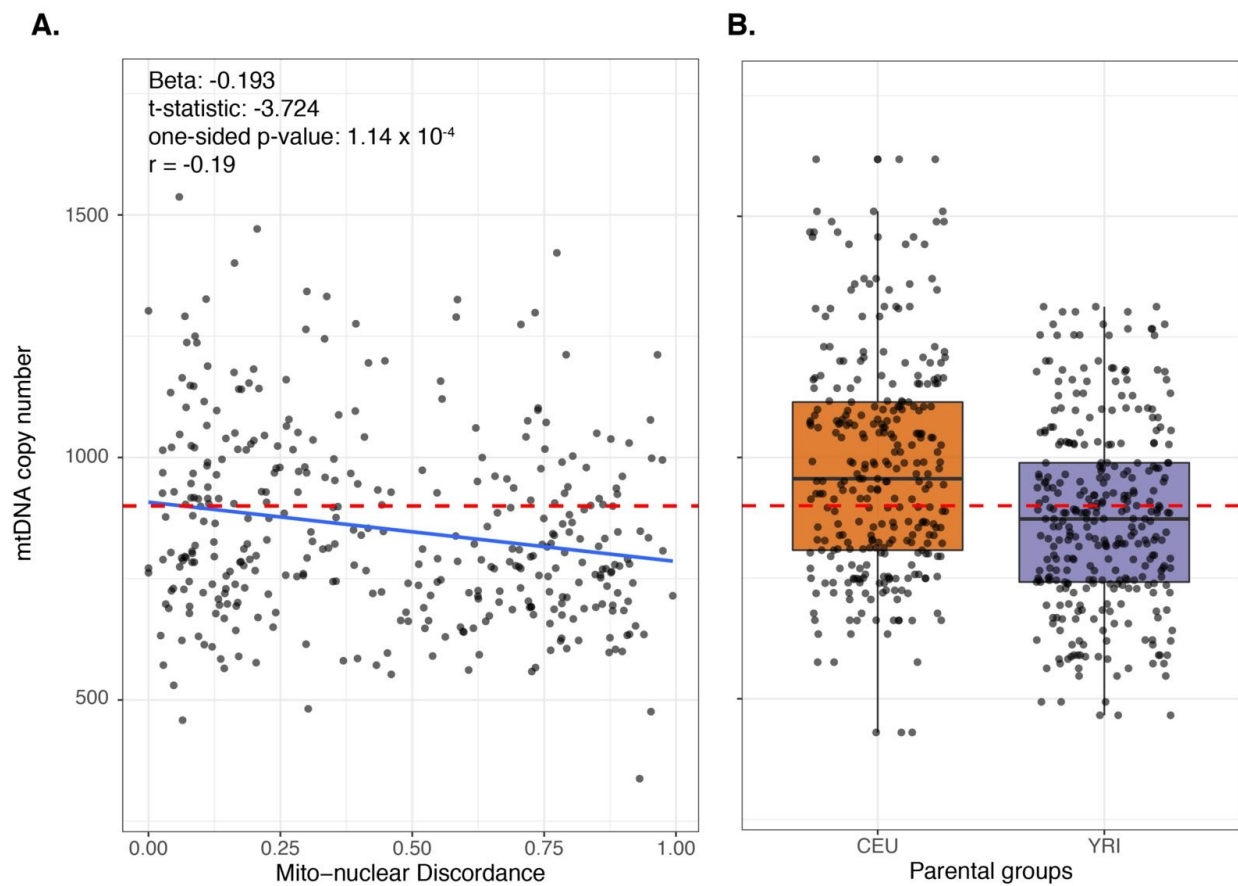 A.
Beta: -0.193
t-statistic: -3.724
one-sided p-value: 1.14 x 10⁻⁴
r = -0.19
mtDNA copy number
1500
1000
500
0.00 0.25 0.50 0.75 1.00
Mito−nuclear Discordance
B.
CEU YRI
Parental groups